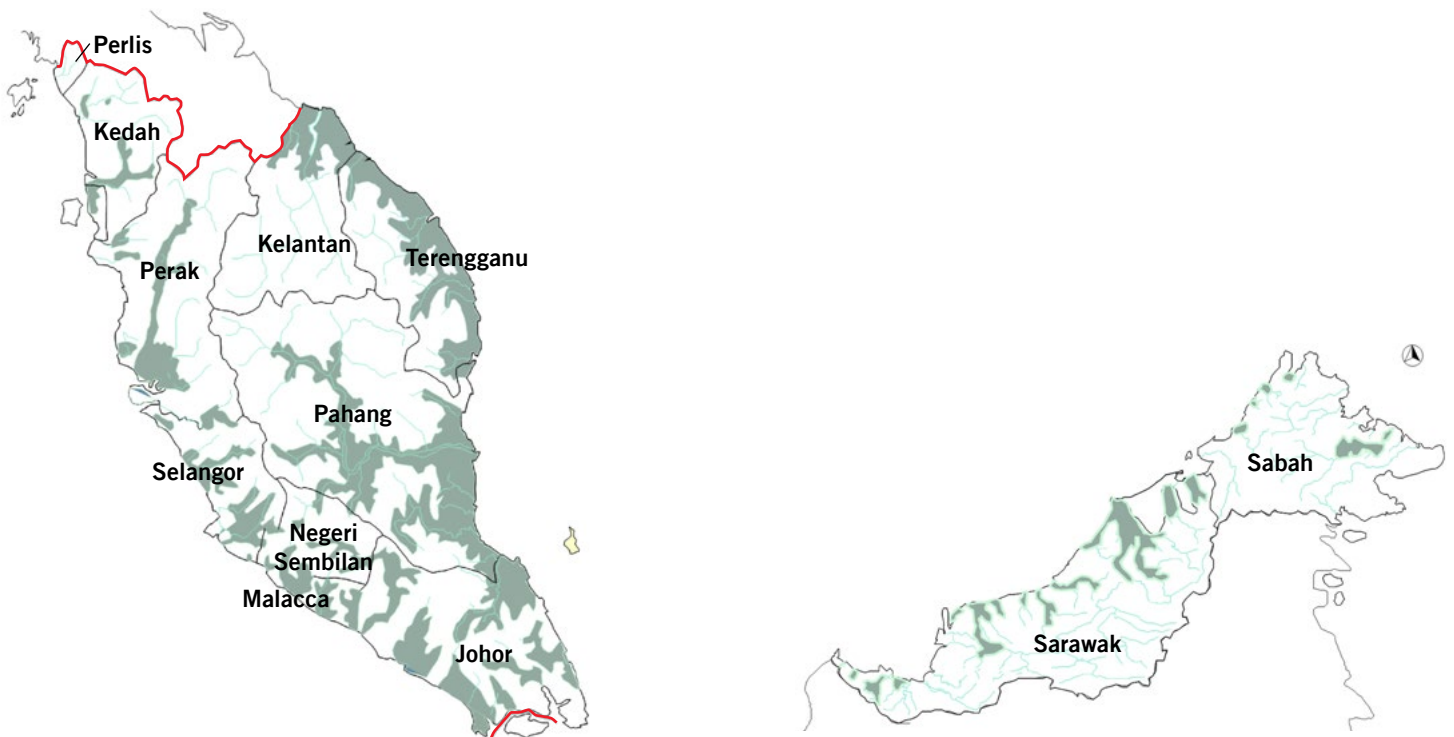 Perlis
Kedah
Kelantan
Terengganu
Perak
Pahang
Selangor
Negeri
Sembilan
Malacca
Johor
Sabah
Sarawak